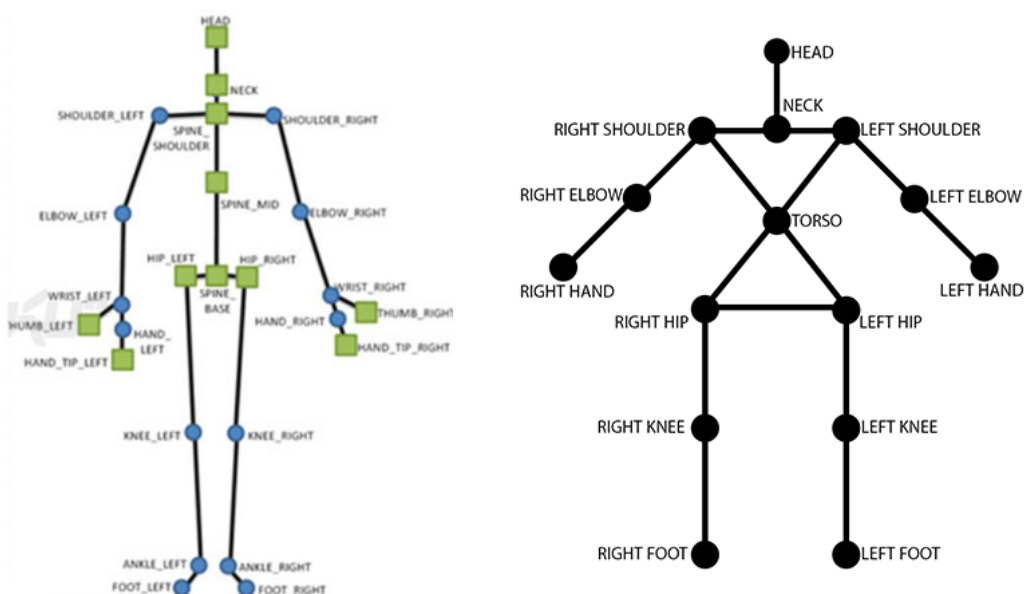 HEAD
NECK
SHOULDER_LEFT
SHOULDER_RIGHT
SPINE_
SHOULDER
SPINE_MID
ELBOW_LEFT
ELBOW_RIGHT
HIP_LEFT
HIP_RIGHT
SPINE_
BASE
WRIST_LEFT
WRIST_RIGHT
THUMB_RIGHT
HUMB_LEFT
HAND_RIGHT
HAND_
LEFT
HAND_TIP_LEFT
HAND_TIP_RIGHT
KNEE_LEFT
KNEE_RIGHT
ANKLE_LEFT
ANKLE_RIGHT
FOOT_LEFT
FOOT_RIGHT
HEAD
NECK
RIGHT SHOULDER
LEFT SHOULDER
RIGHT ELBOW
LEFT ELBOW
TORSO
RIGHT HAND
LEFT HAND
RIGHT HIP
LEFT HIP
RIGHT KNEE
LEFT KNEE
RIGHT FOOT
LEFT FOOT